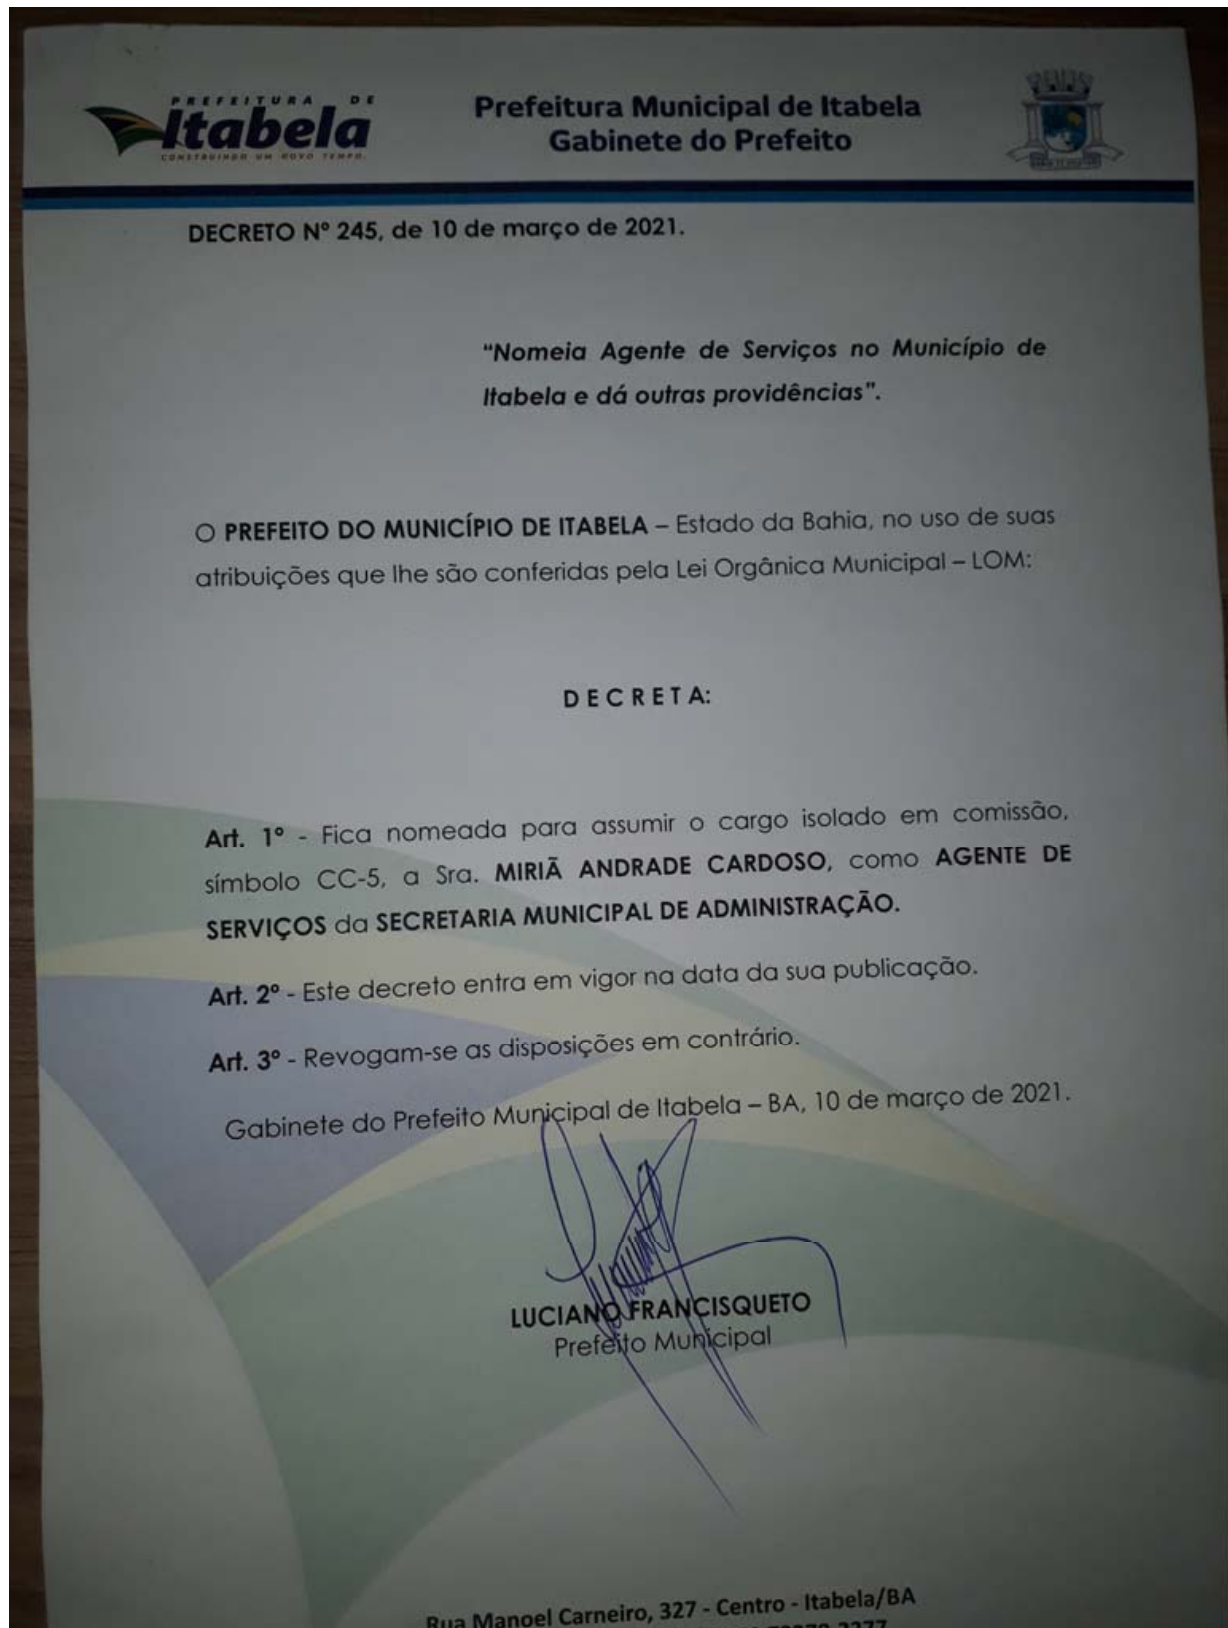 PREFEITURA DE
Itabela
CONSTRUINDO UM NOVO TEMPO.
Prefeitura Municipal de Itabela
Gabinete do Prefeito
DECRETO Nº 245, de 10 de março de 2021.
“Nomeia Agente de Serviços no Município de
Itabela e dá outras providências”.
O PREFEITO DO MUNICÍPIO DE ITABELA – Estado da Bahia, no uso de suas
atribuições que lhe são conferidas pela Lei Orgânica Municipal – LOM:
D E C R E T A:
Art. 1º - Fica nomeada para assumir o cargo isolado em comissão,
símbolo CC-5, a Sra. MIRIÃ ANDRADE CARDOSO, como AGENTE DE
SERVIÇOS da SECRETARIA MUNICIPAL DE ADMINISTRAÇÃO.
Art. 2º - Este decreto entra em vigor na data da sua publicação.
Art. 3º - Revogam-se as disposições em contrário.
Gabinete do Prefeito Municipal de Itabela – BA, 10 de março de 2021.
LUCIANO FRANCISQUETO
Prefeito Municipal
Rua Manoel Carneiro, 327 - Centro - Itabela/BA